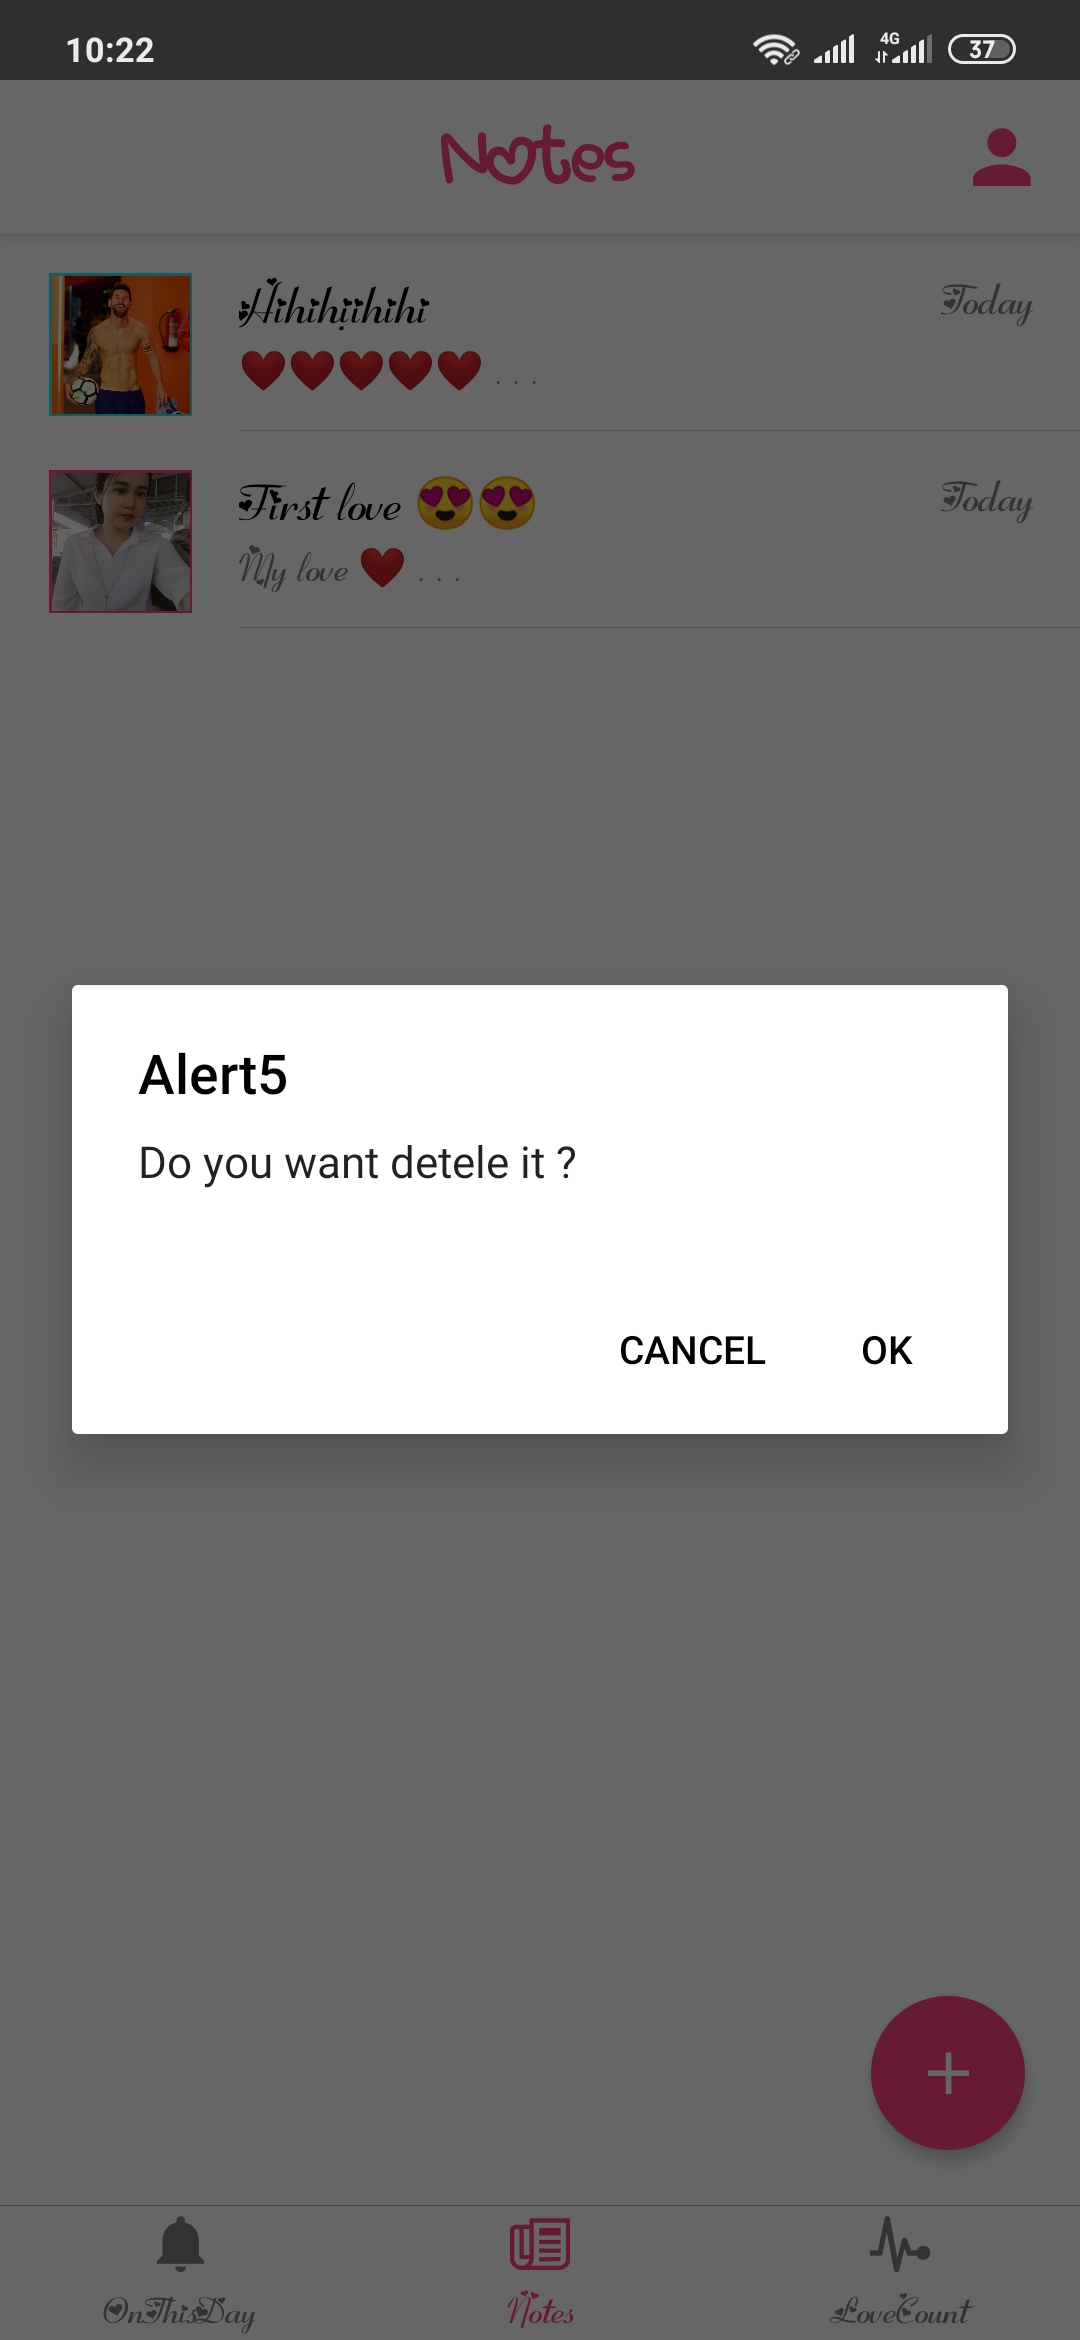 10:22
4G
37
Notes
Hihihiihihi
Today
❤️❤️❤️❤️❤️ . . .
First love 😍😍
Today
My love ❤️ . . .
Alert5
Do you want detele it ?
CANCEL
OK
+
OnThisDay
Notes
LoveCount